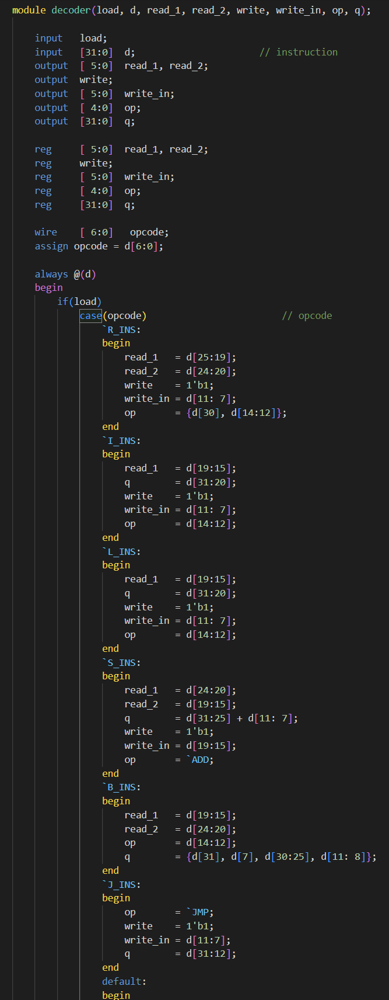 module decoder(load, d, read_1, read_2, write, write_in, op, q);
input   load;
input   [31:0]  d;                      // instruction
output  [ 5:0]  read_1, read_2;
output  write;
output  [ 5:0]  write_in;
output  [ 4:0]  op;
output  [31:0]  q;
reg     [ 5:0]  read_1, read_2;
reg     write;
reg     [ 5:0]  write_in;
reg     [ 4:0]  op;
reg     [31:0]  q;
wire    [ 6:0]   opcode;
assign opcode = d[6:0];
always @(d)
begin
if(load)
case(opcode)                        // opcode
`R_INS:
begin
read_1   = d[25:19];
read_2   = d[24:20];
write    = 1'b1;
write_in = d[11: 7];
op       = {d[30], d[14:12]};
end
`I_INS:
begin
read_1   = d[19:15];
q        = d[31:20];
write    = 1'b1;
write_in = d[11: 7];
op       = d[14:12];
end
`L_INS:
begin
read_1   = d[19:15];
q        = d[31:20];
write    = 1'b1;
write_in = d[11: 7];
op       = d[14:12];
end
`S_INS:
begin
read_1   = d[24:20];
read_2   = d[19:15];
q        = d[31:25] + d[11: 7];
write    = 1'b1;
write_in = d[19:15];
op       = `ADD;
end
`B_INS:
begin
read_1   = d[19:15];
read_2   = d[24:20];
op       = d[14:12];
q        = {d[31], d[7], d[30:25], d[11: 8]};
end
`J_INS:
begin
op       = `JMP;
write    = 1'b1;
write_in = d[11:7];
q        = d[31:12];
end
default:
begin